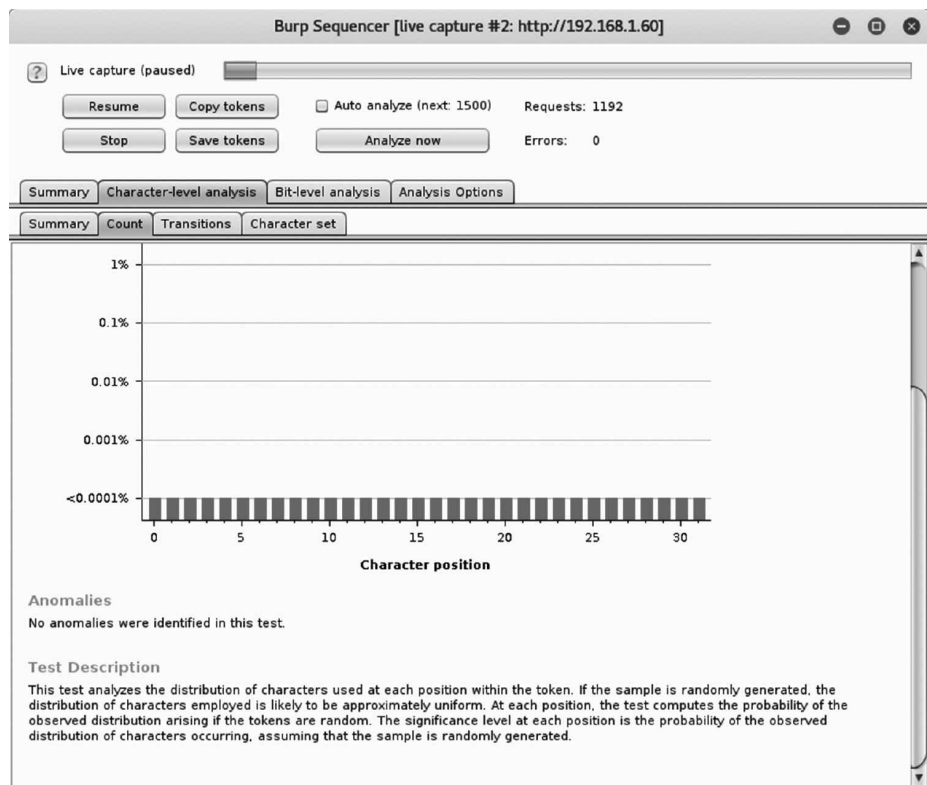 Burp Sequencer [live capture #2: http://192.168.1.60]
? Live capture (paused)
Resume Copy tokens Auto analyze (next: 1500) Requests: 1192
Stop Save tokens Analyze now Errors: 0
Summary Character-level analysis Bit-level analysis Analysis Options
Summary Count Transitions Character set
1%
0.1%
0.01%
0.001%
<0.0001%
0 5 10 15 20 25 30
Character position
Anomalies
No anomalies were identified in this test.
Test Description
This test analyzes the distribution of characters used at each position within the token. If the sample is randomly generated, the
distribution of characters employed is likely to be approximately uniform. At each position, the test computes the probability of the
observed distribution arising if the tokens are random. The significance level at each position is the probability of the observed
distribution of characters occurring, assuming that the sample is randomly generated.